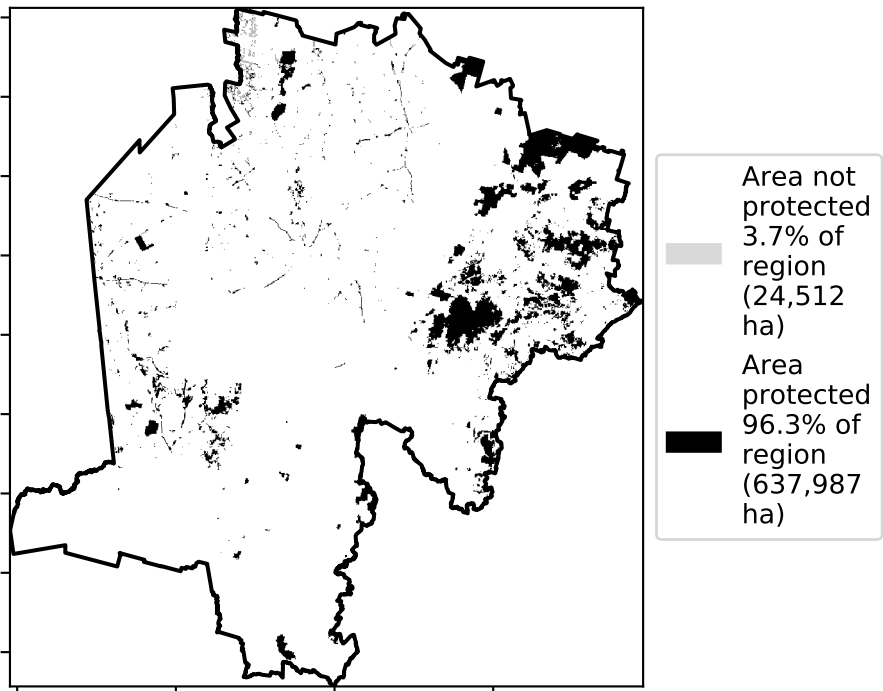 Area not
protected
3.7% of
region
(24,512
ha)
Area
protected
96.3% of
region
(637,987
ha)